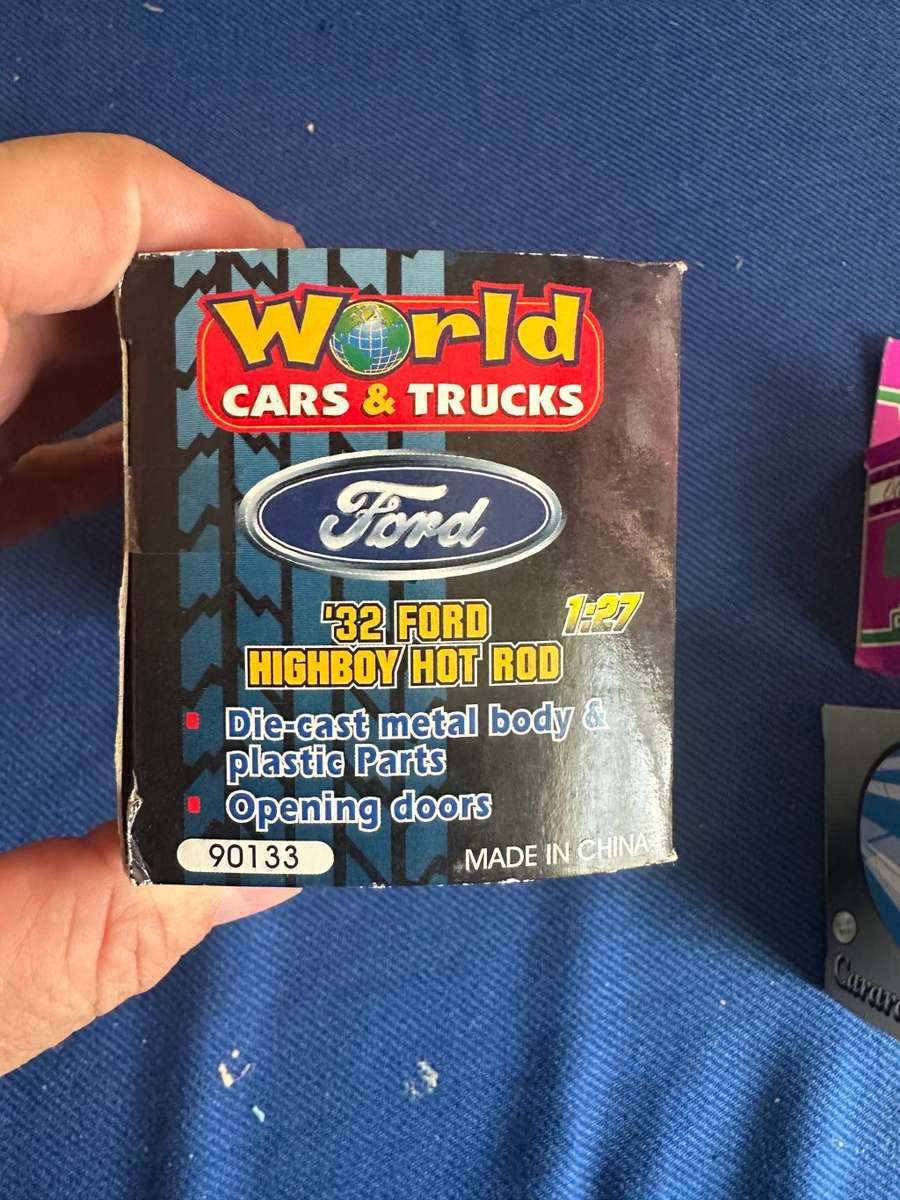 World
CARS & TRUCKS
Ford
'32 FORD
1:27
HIGHBOY HOT ROD
Die-cast metal body &
plastic Parts
Opening doors
90133
MADE IN CHINA